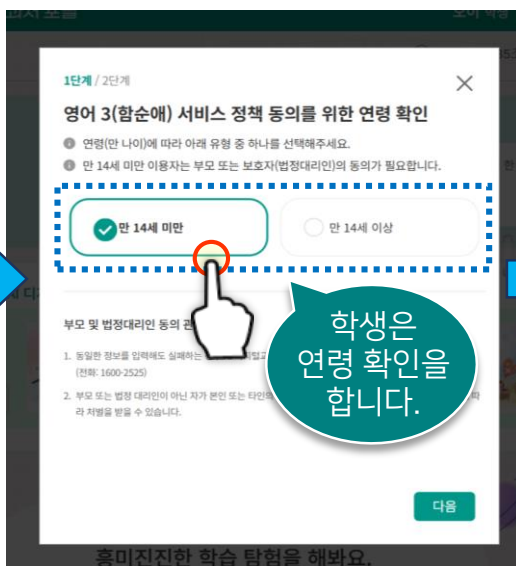 1단계 / 2단계
영어 3(함순애) 서비스 정책 동의를 위한 연령 확인
연령(만 나이)에 따라 아래 유형 중 하나를 선택해주세요.
만 14세 미만 이용자는 부모 또는 보호자(법정대리인)의 동의가 필요합니다.
만 14세 미만
만 14세 이상
학생은
연령 확인을
합니다.
부모 및 법정대리인 동의 관
1. 동일한 정보를 입력해도 실패하는
(전화: 1600-2525)
2. 부모 또는 법정 대리인이 아닌 자가 본인 또는 타인의
라 처벌을 받을 수 있습니다.
다음
흥미진진한 학습 탐험을 해봐요.